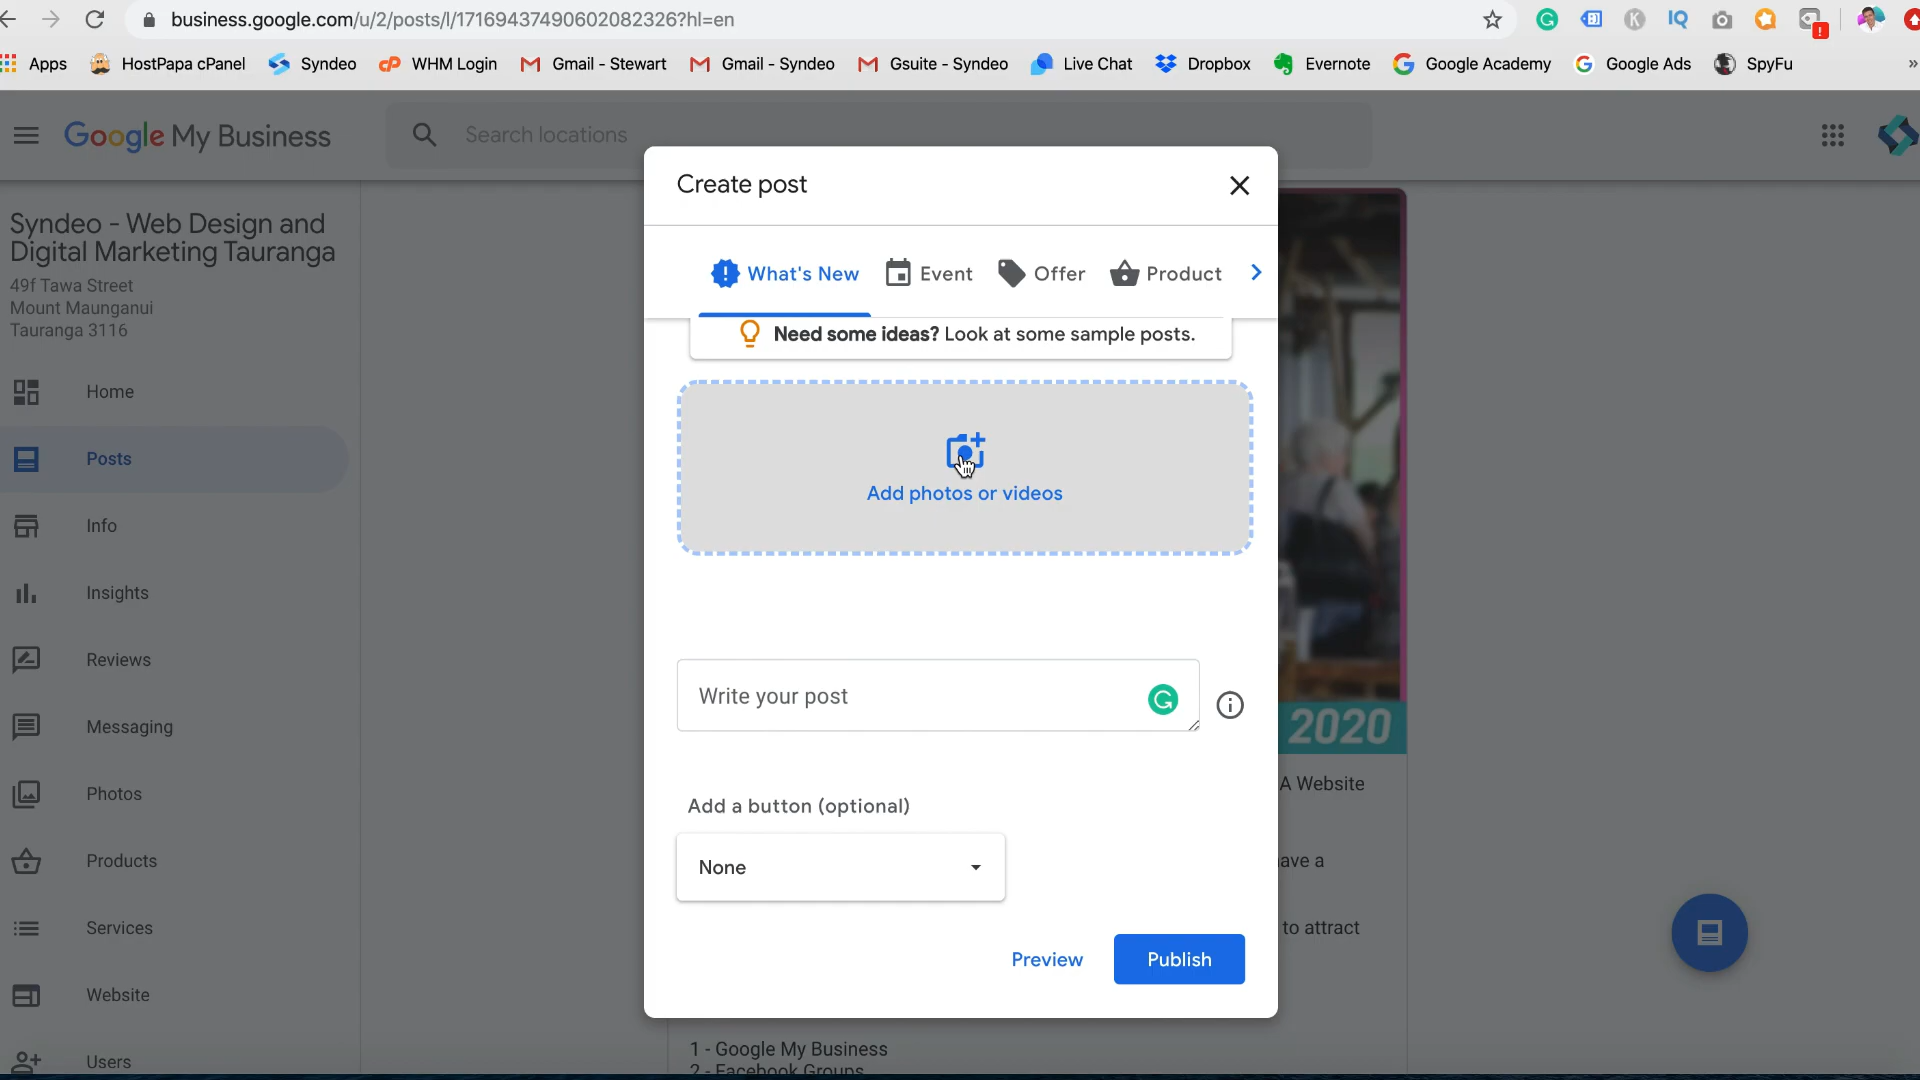 business.google.com/u/2/posts/l/17169437490602082326?hl=en
Apps
HostPapa cPanel
Syndeo
WHM Login
Gmail - Stewart
Gmail - Syndeo
Gsuite - Syndeo
Live Chat
Dropbox
Evernote
Google Academy
Google Ads
SpyFu
»
Google My Business
Search locations
Syndeo - Web Design and
Digital Marketing Tauranga
49f Tawa Street
Mount Maunganui
Tauranga 3116
Home
Posts
Info
Insights
Reviews
Messaging
Photos
Products
Services
Website
Users
Create post
What's New
Event
Offer
Product
Need some ideas? Look at some sample posts.
Add photos or videos
Write your post
Add a button (optional)
None
Preview
Publish
2020
A Website
ave a
to attract
1 - Google My Business
2 - Facebook Groups